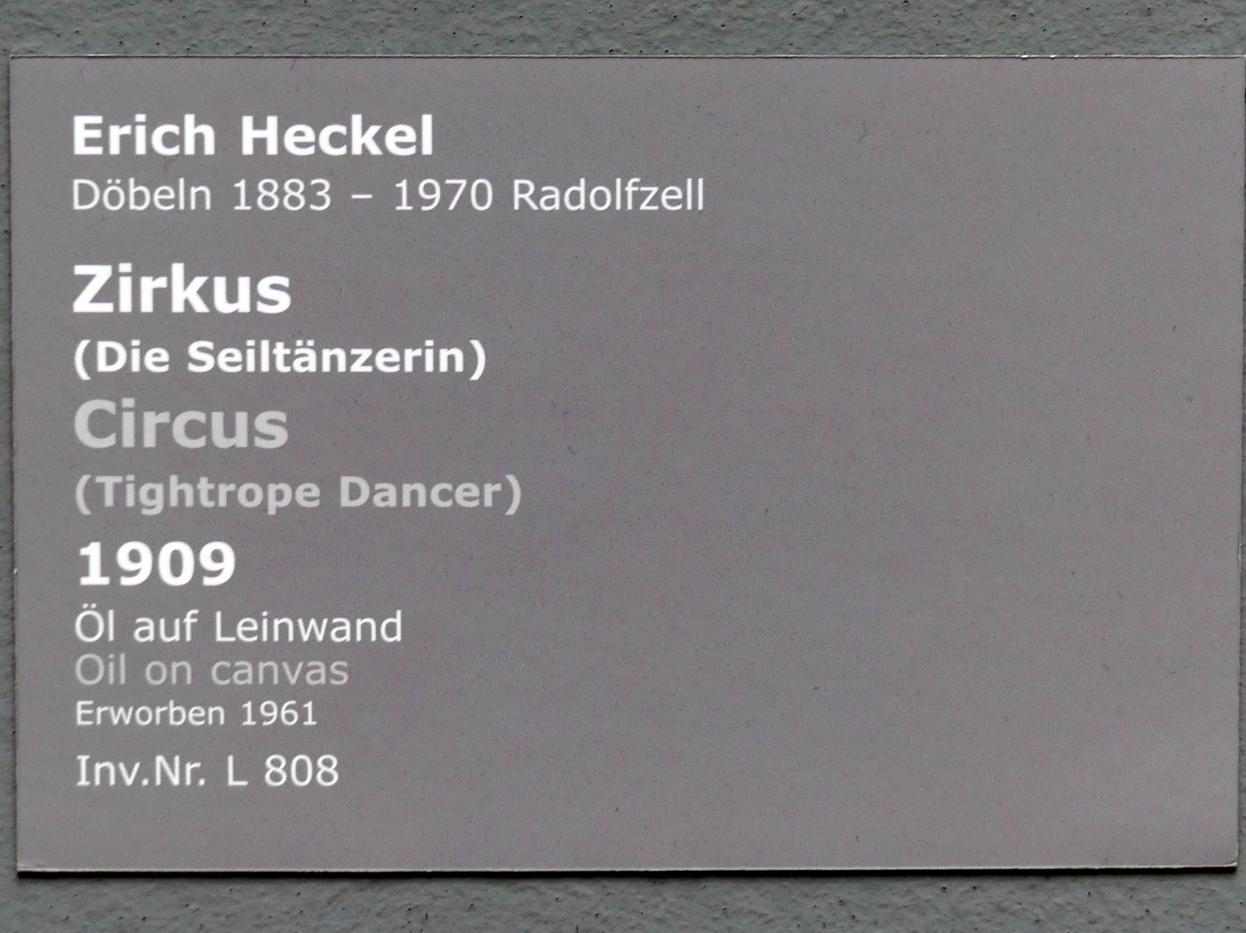 Erich Heckel
Döbeln 1883 – 1970 Radolfzell
Zirkus
(Die Seiltänzerin)
Circus
(Tightrope Dancer)
1909
Öl auf Leinwand
Oil on canvas
Erworben 1961
Inv.Nr. L 808